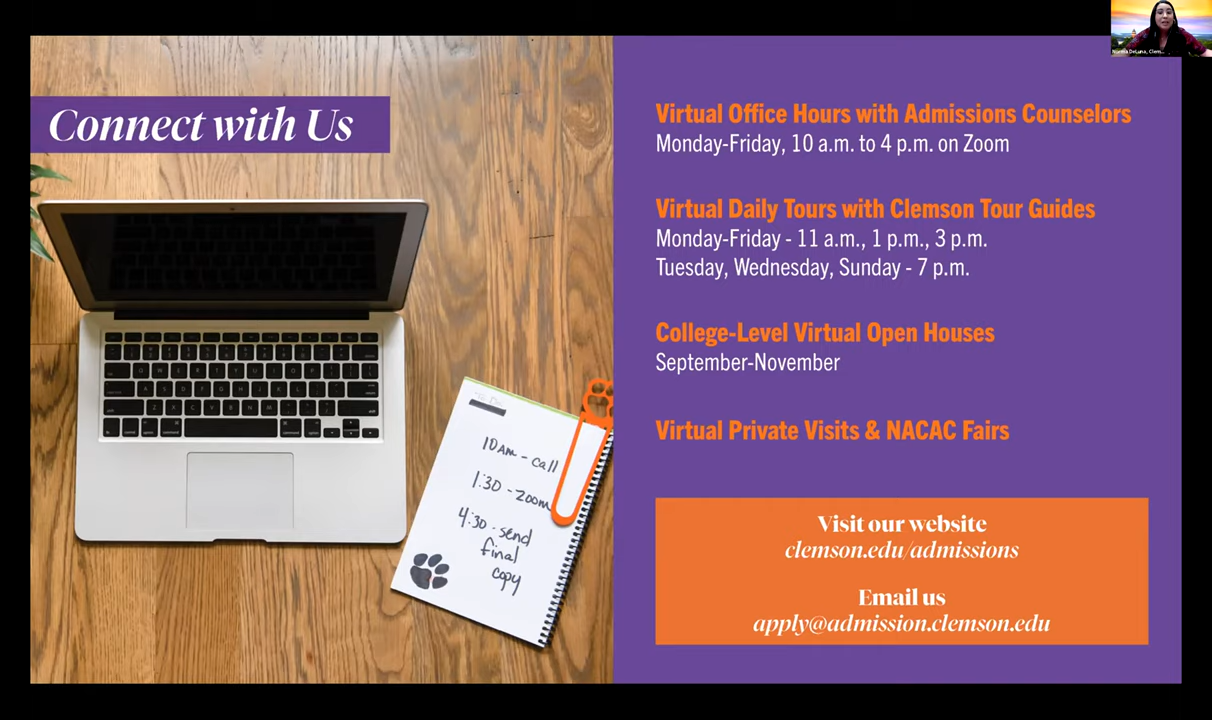 Connect with Us
10am - call
1:30 - zoom
4:30 - send
final
copy
Virtual Office Hours with Admissions Counselors
Monday-Friday, 10 a.m. to 4 p.m. on Zoom
Virtual Daily Tours with Clemson Tour Guides
Monday-Friday - 11 a.m., 1 p.m., 3 p.m.
Tuesday, Wednesday, Sunday - 7 p.m.
College-Level Virtual Open Houses
September-November
Virtual Private Visits & NACAC Fairs
Visit our website
clemson.edu/admissions
Email us
apply@admission.clemson.edu